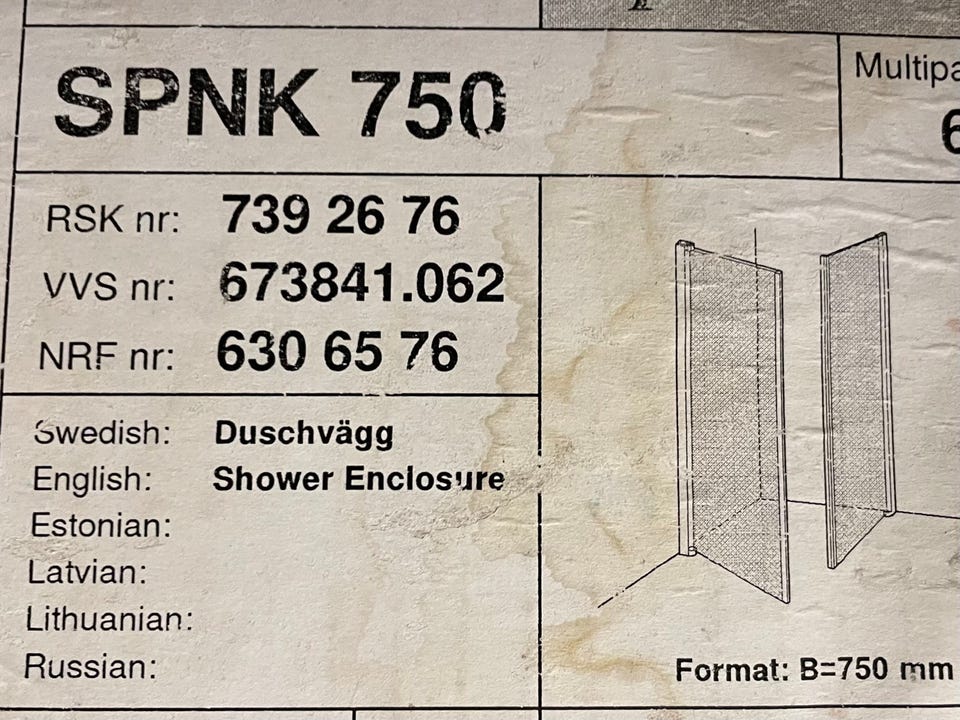 SPNK 750
RSK nr: 739 26 76
VVS nr: 673841.062
NRF nr: 630 65 76
Swedish: Duschvägg
English: Shower Enclosure
Estonian:
Latvian:
Lithuanian:
Russian:
Format: B=750 mm